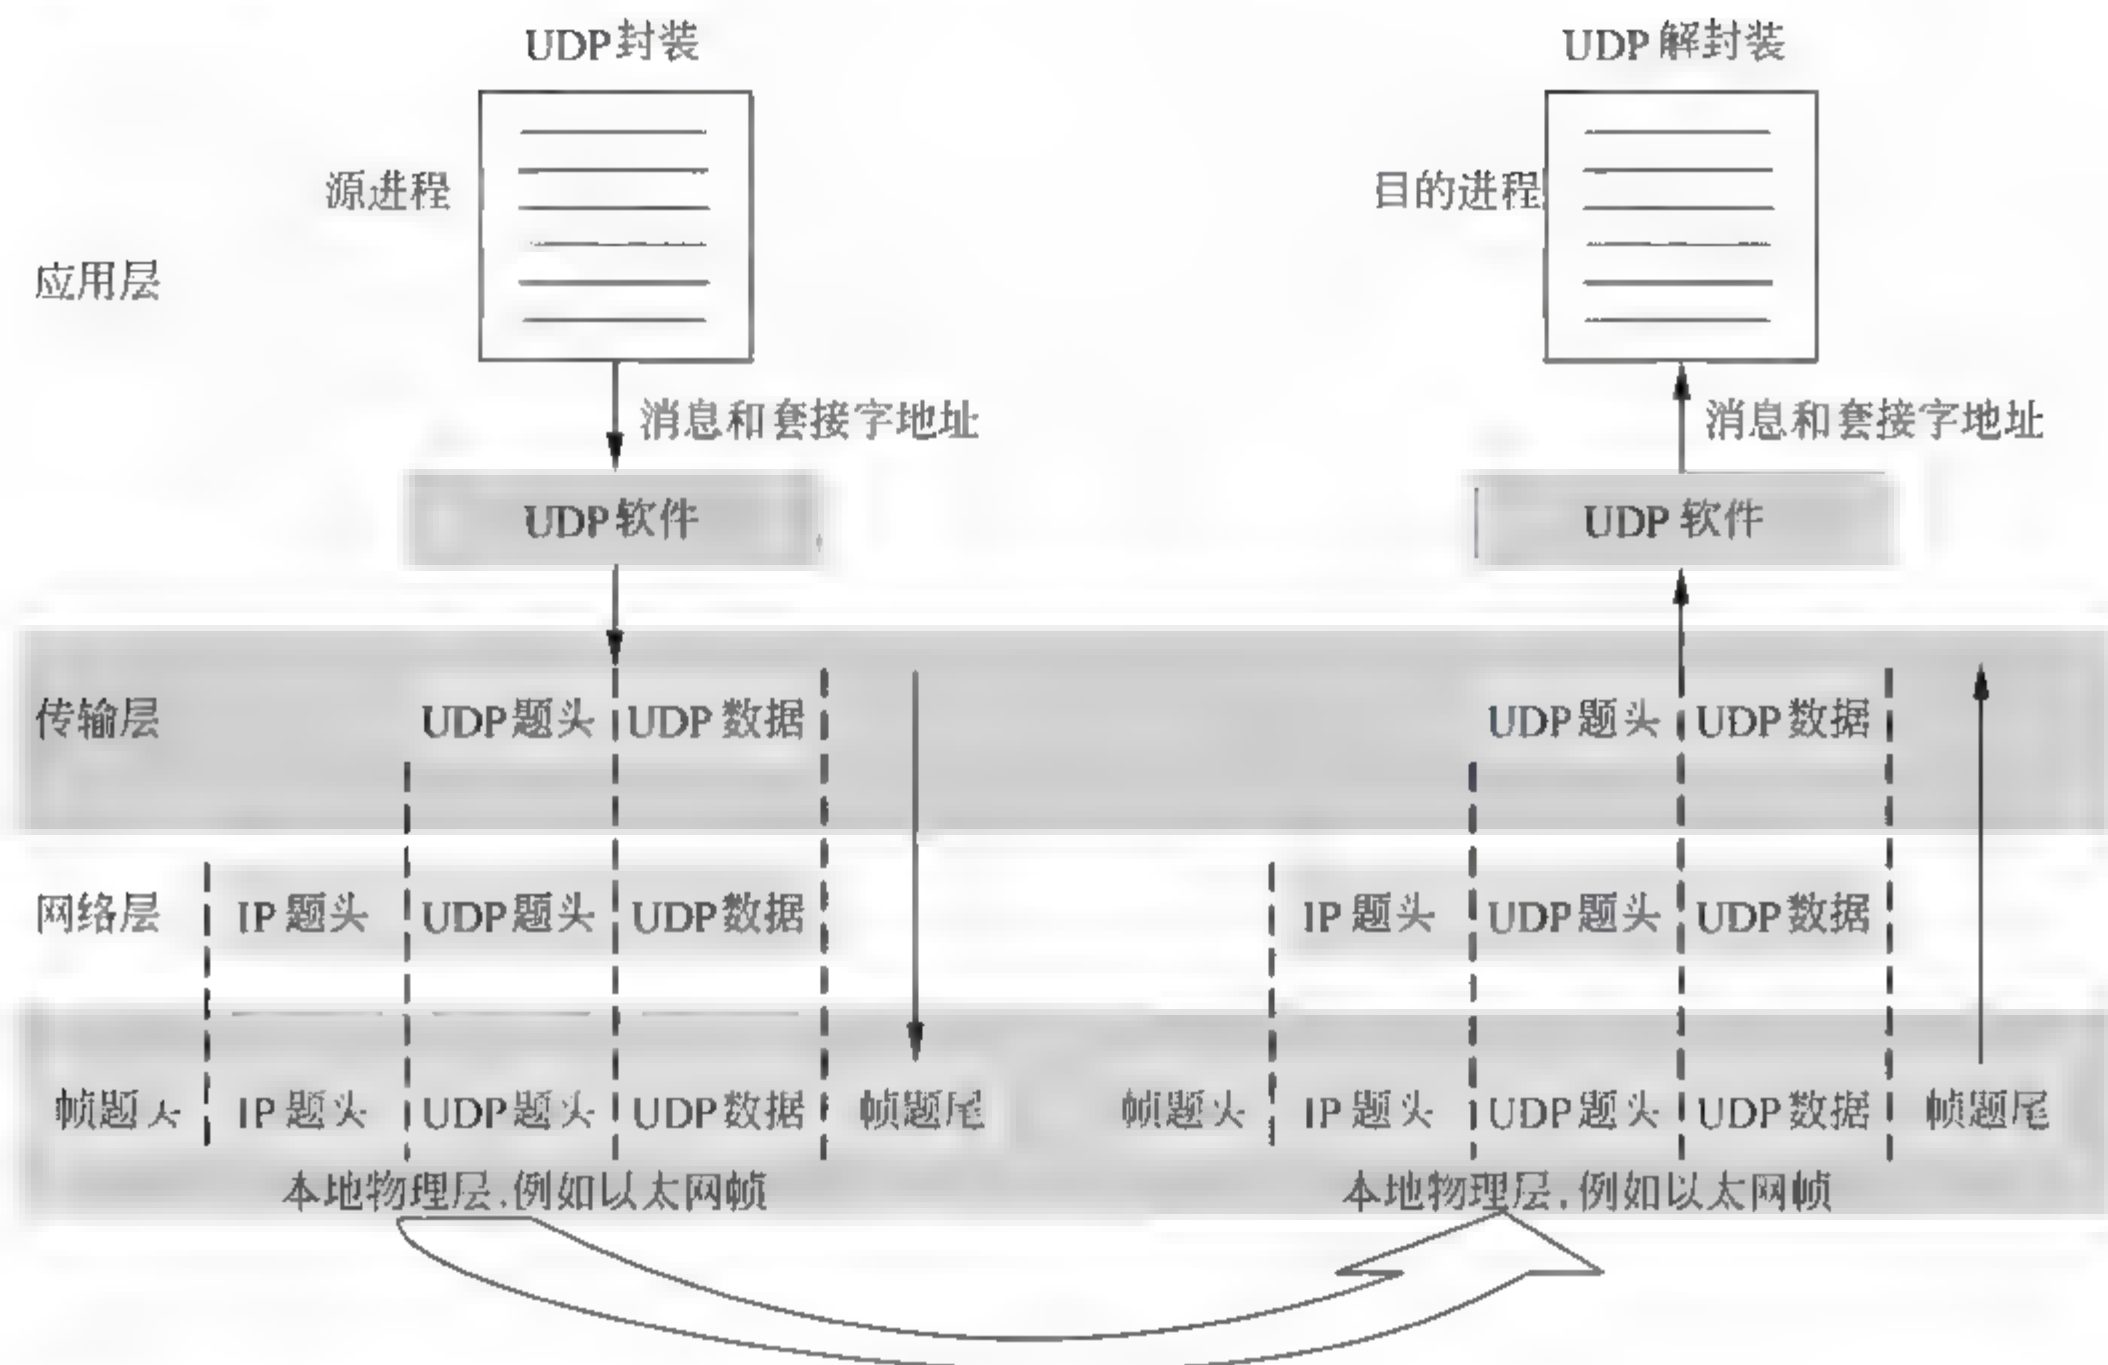 UDP封装
UDP 解封装
源进程
目的进程
应用层
消息和套接字地址
消息和套接字地址
UDP软件
UDP 软件
传输层 UDP题头 UDP数据 UDP题头 UDP数据
网络层 IP题头 UDP题头 UDP数据 IP题头 UDP题头 UDP数据
帧题头 IP题头 UDP题头 UDP数据 帧题尾 帧题头 IP题头 UDP题头 UDP数据 帧题尾
本地物理层,例如以太网帧
本地物理层,例如以太网帧